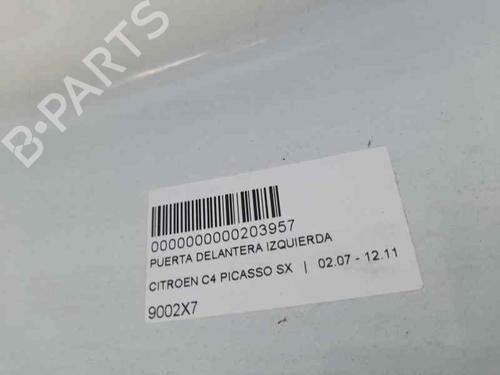 B-PARTS
0000000000203957
PUERTA DELANTERA IZQUIERDA
CITROEN C4 PICASSO SX | 02.07 - 12.11
9002X7